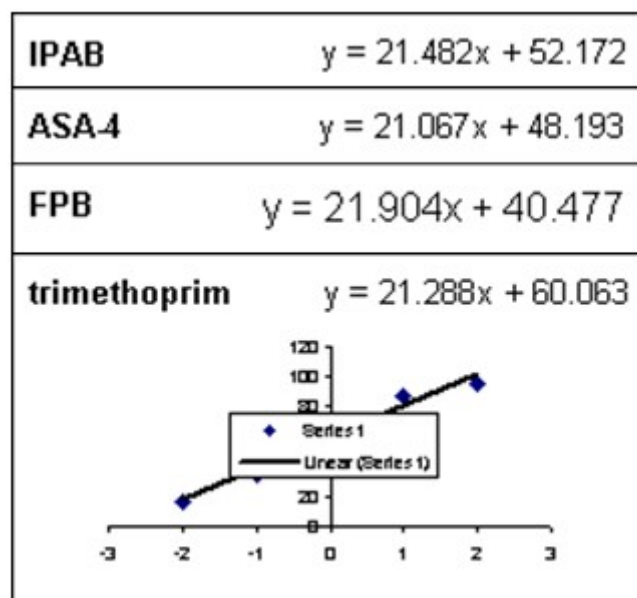 IPAB y = 21.482x + 52.172
ASA-4 y = 21.067x + 48.193
FPB y = 21.904x + 40.477
trimethoprim y = 21.288x + 60.063
120
100
80
Series1
Linear (Series1)
20
0
-3 -2 -1 0 1 2 3